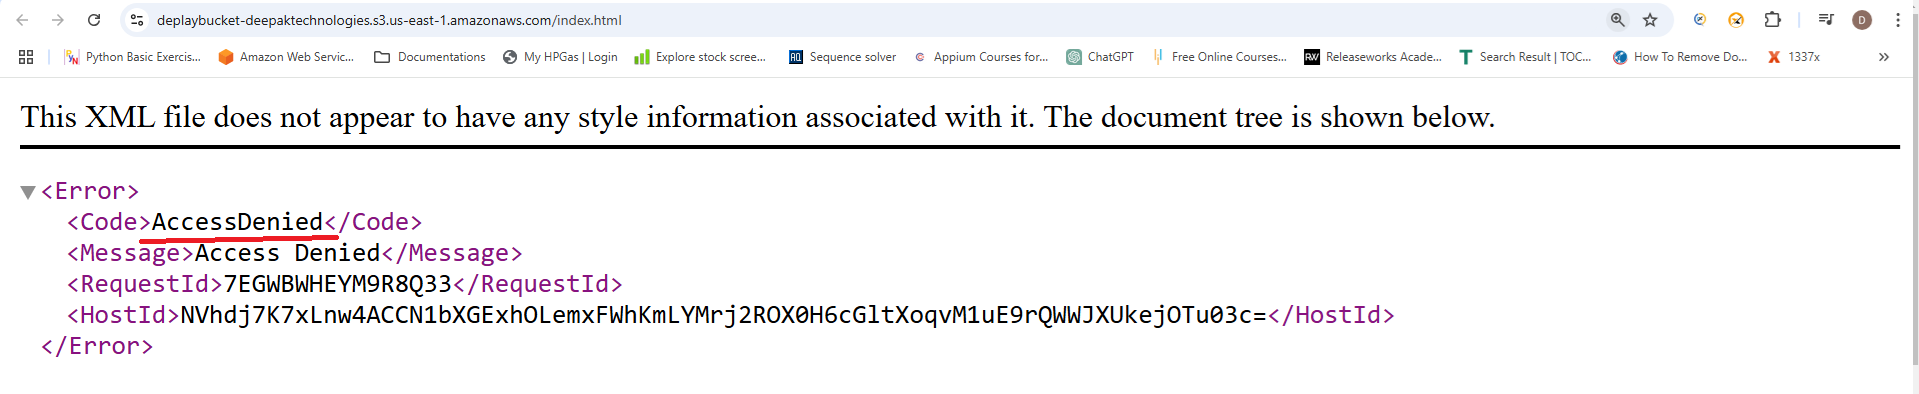 deplaybucket-deepaktechnologies.s3.us-east-1.amazonaws.com/index.html
D
Python Basic Exercis... Amazon Web Servic... Documentations My HPGas | Login Explore stock scree... AQ Sequence solver Appium Courses for... ChatGPT Free Online Courses... RW Releaseworks Acade... T Search Result | TOC... How To Remove Do... X 1337x »
This XML file does not appear to have any style information associated with it. The document tree is shown below.
▼<Error>
<Code>AccessDenied</Code>
<Message>Access Denied</Message>
<RequestId>7EGWBWHEYM9R8Q33</RequestId>
<HostId>NVhdj7K7xLnw4ACCN1bXGExhOLemxFWhKmLYMrj2ROX0H6cGltXoqvM1uE9rQWWJXUkejOTu03c=</HostId>
</Error>